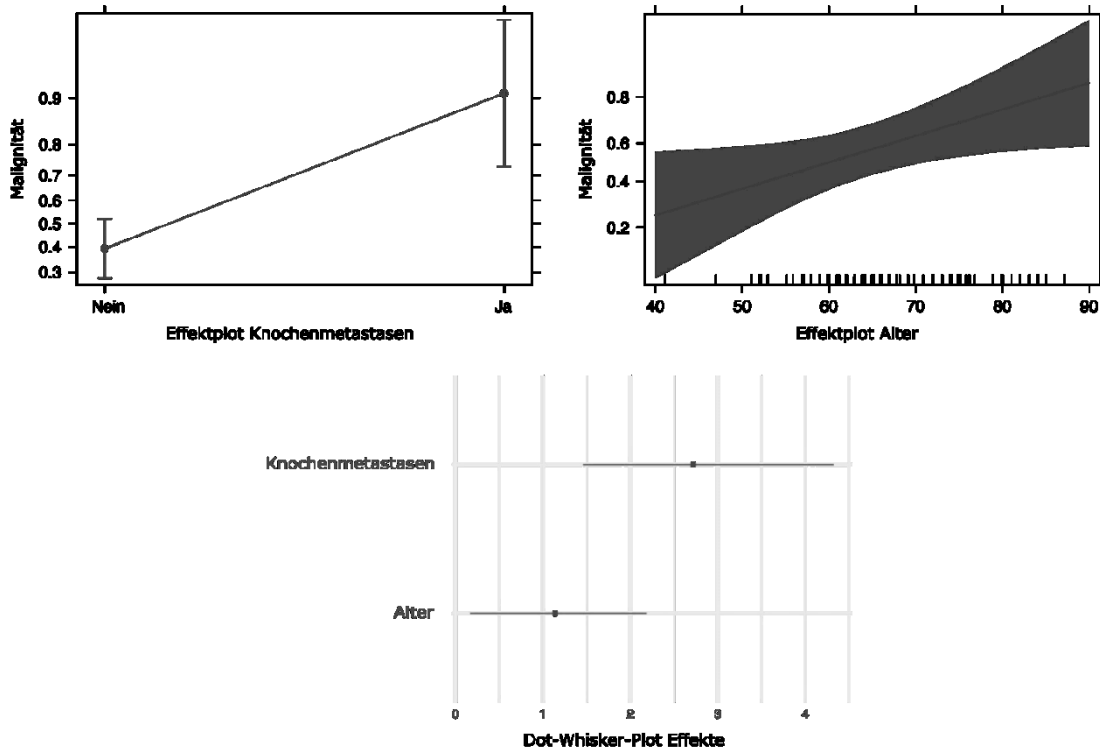 Malignität
0.9
0.8
0.7
0.6
0.5
0.4
0.3
Nein Ja
Effektplot Knochenmetastasen
Malignität
0.8
0.6
0.4
0.2
40 50 60 70 80 90
Effektplot Alter
Knochenmetastasen
Alter
0 1 2 3 4
Dot-Whisker-Plot Effekte